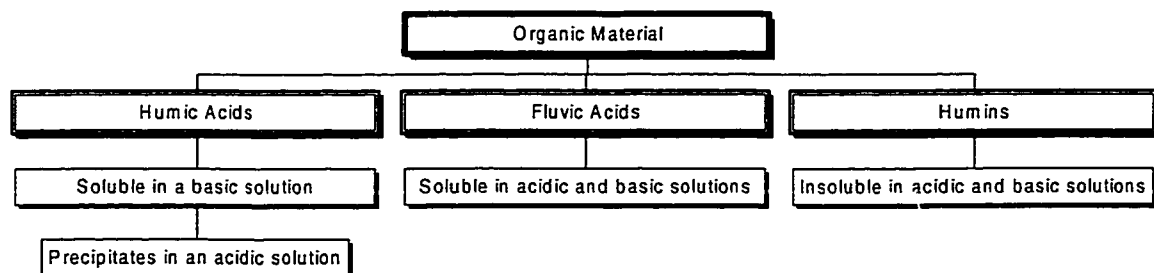 Organic Material
Humic Acids
Fluvic Acids
Humins
Soluble in a basic solution
Soluble in acidic and basic solutions
Insoluble in acidic and basic solutions
Precipitates in an acidic solution